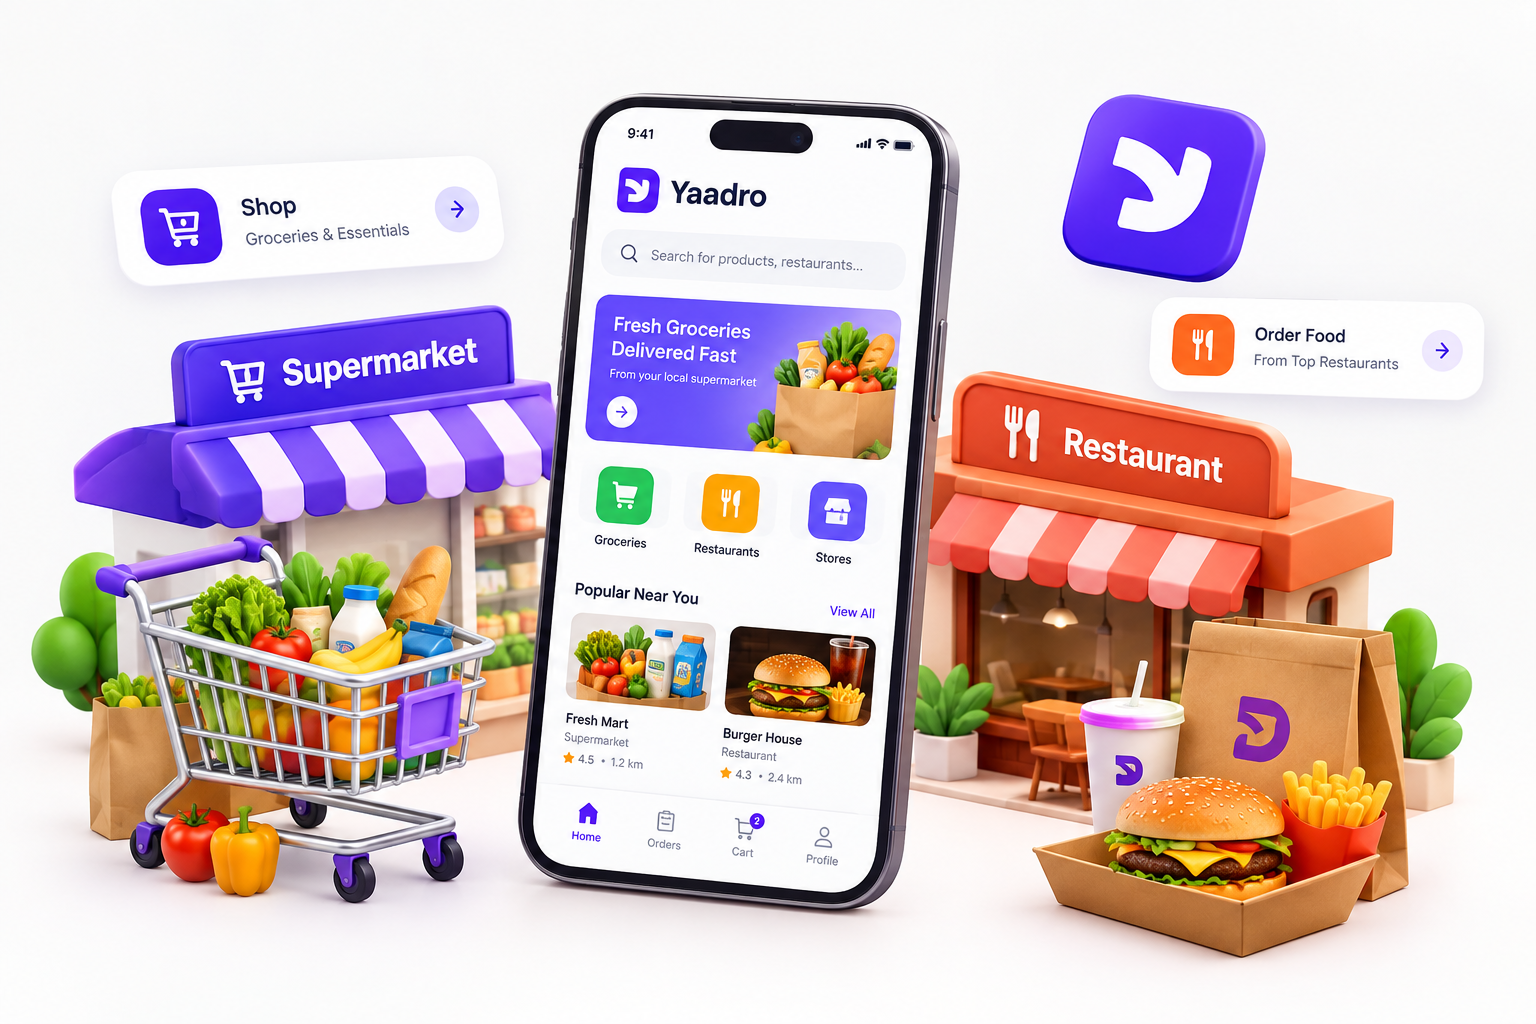 Shop
Groceries & Essentials
Supermarket
9:41
Yaadro
Search for products, restaurants...
Fresh Groceries
Delivered Fast
From your local supermarket
Groceries
Restaurants
Stores
Popular Near You
View All
Fresh Mart
Supermarket
4.5 • 1.2 km
Burger House
Restaurant
4.3 • 2.4 km
Home
Orders
2
Cart
Profile
Order Food
From Top Restaurants
Restaurant